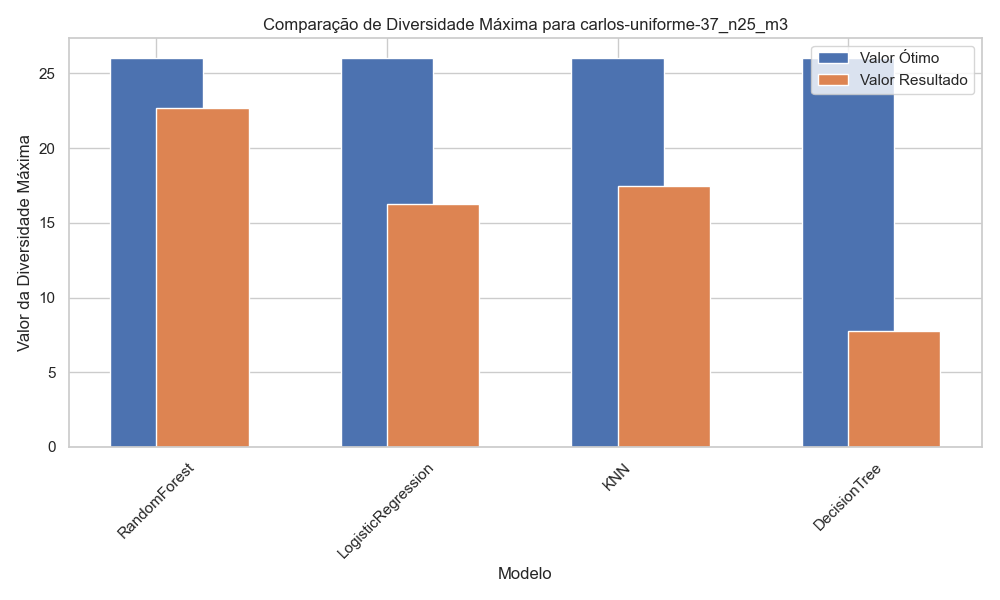 Comparação de Diversidade Máxima para carlos-uniforme-37_n25_m3
Valor Ótimo
Valor Resultado
Valor da Diversidade Máxima
25
20
15
10
5
0
RandomForest
LogisticRegression
KNN
DecisionTree
Modelo